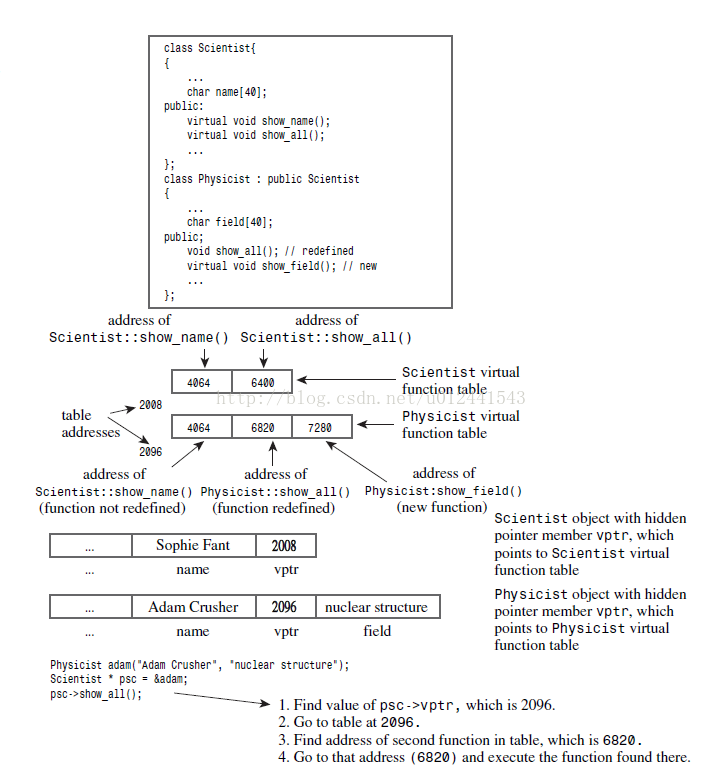 class Scientist{
{
...
char name[40];
public:
virtual void show_name();
virtual void show_all();
...
};
class Physicist : public Scientist
{
...
char field[40];
public;
void show_all(); // redefined
virtual void show_field(); // new
...
};
address of
Scientist::show_name()
address of
Scientist::show_all()
4064 6400
Scientist virtual
function table
http://blog.csdn.net/u012441543
table
addresses
2008
2096
4064 6820 7280
Physicist virtual
function table
address of
Scientist::show_name()
(function not redefined)
address of
Physicist::show_all()
(function redefined)
address of
Physicist:show_field()
(new function)
... Sophie Fant 2008
... name vptr
Scientist object with hidden
pointer member vptr, which
points to Scientist virtual
function table
... Adam Crusher 2096 nuclear structure
... name vptr field
Physicist object with hidden
pointer member vptr, which
points to Physicist virtual
function table
Physicist adam("Adam Crusher", "nuclear structure");
Scientist * psc = &adam;
psc->show_all();
1. Find value of psc->vptr, which is 2096.
2. Go to table at 2096.
3. Find address of second function in table, which is 6820.
4. Go to that address (6820) and execute the function found there.